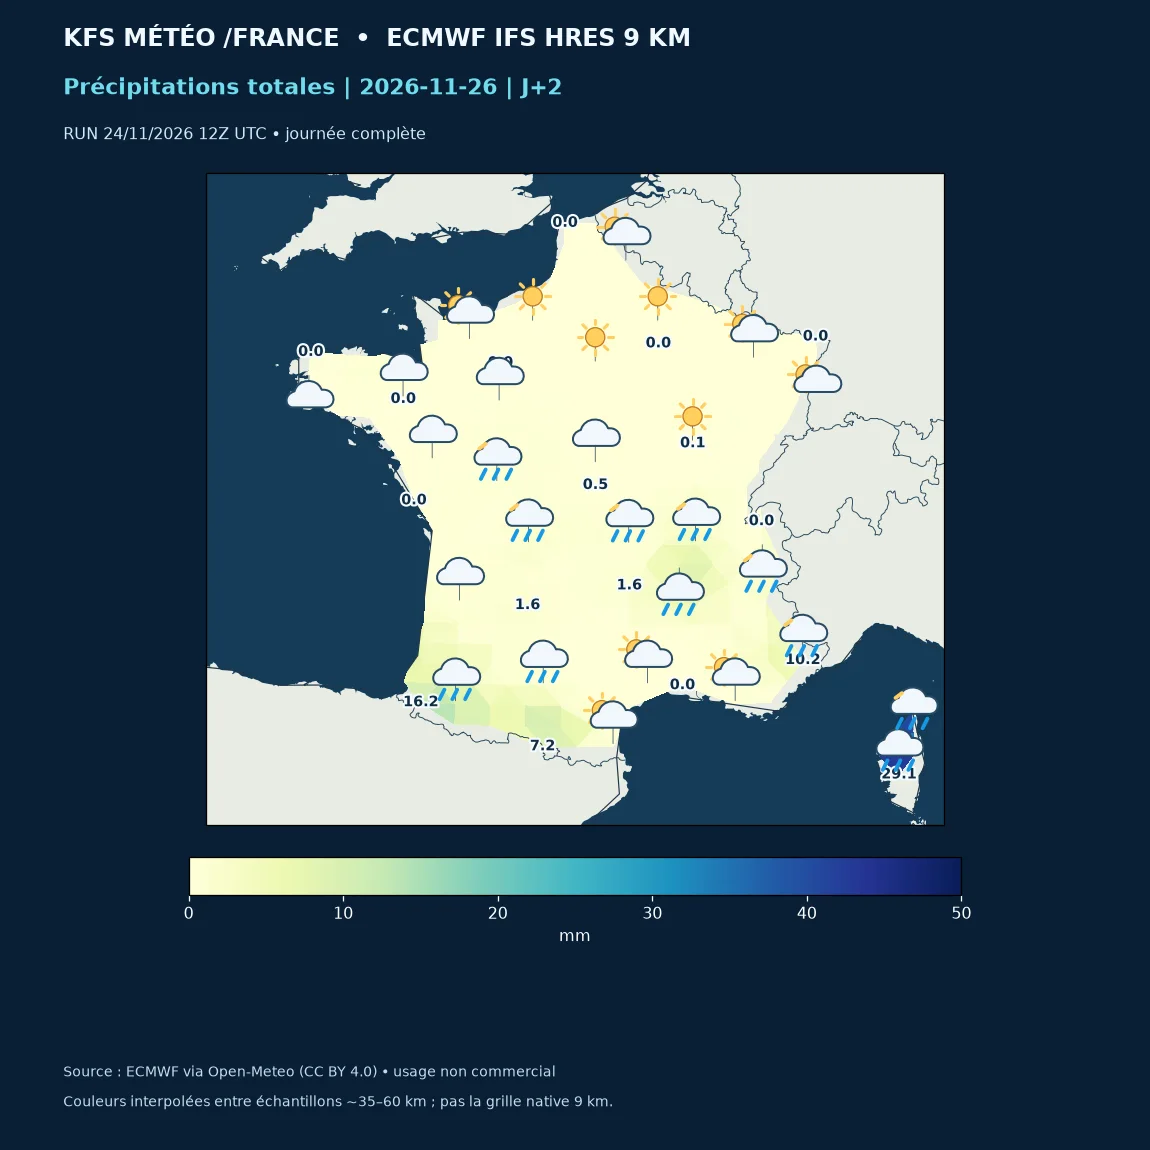 KFS MÉTÉO /FRANCE • ECMWF IFS HRES 9 KM
Précipitations totales | 2026-11-26 | J+2
RUN 24/11/2026 12Z UTC • journée complète
0.0
0.0
0.0
0.0
0.0
0.1
0.5
0.0
0.0
1.6
1.6
10.2
0.0
16.2
7.2
29.1
0 10 20 30 40 50
mm
Source : ECMWF via Open-Meteo (CC BY 4.0) • usage non commercial
Couleurs interpolées entre échantillons ~35–60 km ; pas la grille native 9 km.